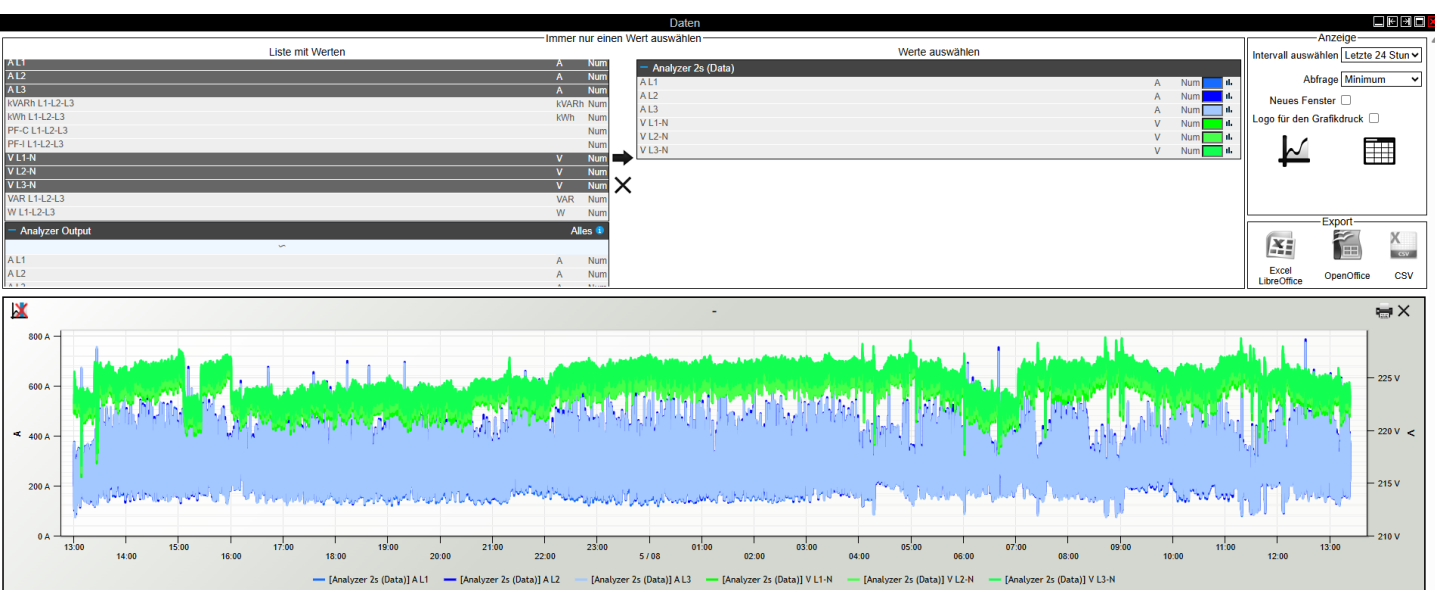 Daten
Immer nur einen Wert auswählen
Liste mit Werten
A L1 A Num
A L2 A Num
A L3 A Num
kVARh L1-L2-L3 kVARh Num
kWh L1-L2-L3 kWh Num
PF-C L1-L2-L3 Num
PF-I L1-L2-L3 Num
V L1-N V Num
V L2-N V Num
V L3-N V Num
VAR L1-L2-L3 VAR Num
W L1-L2-L3 W Num
Analyzer Output Alles
A L1 A Num
A L2 A Num
A L3 A Num
Werte auswählen
Analyzer 2s (Data)
A L1 A Num
A L2 A Num
A L3 A Num
V L1-N V Num
V L2-N V Num
V L3-N V Num
Anzeige
Intervall auswählen Letzte 24 Stun
Abfrage Minimum
Neues Fenster
Logo für den Grafikdruck
Export
Excel LibreOffice
OpenOffice
X CSV
CSV
-
800 A
600 A
400 A
200 A
0 A
A
225 V
220 V
215 V
210 V
V
13:00 14:00 15:00 16:00 17:00 18:00 19:00 20:00 21:00 22:00 23:00 5 / 08 01:00 02:00 03:00 04:00 05:00 06:00 07:00 08:00 09:00 10:00 11:00 12:00 13:00
[Analyzer 2s (Data)] A L1 [Analyzer 2s (Data)] A L2 [Analyzer 2s (Data)] A L3 [Analyzer 2s (Data)] V L1-N [Analyzer 2s (Data)] V L2-N [Analyzer 2s (Data)] V L3-N